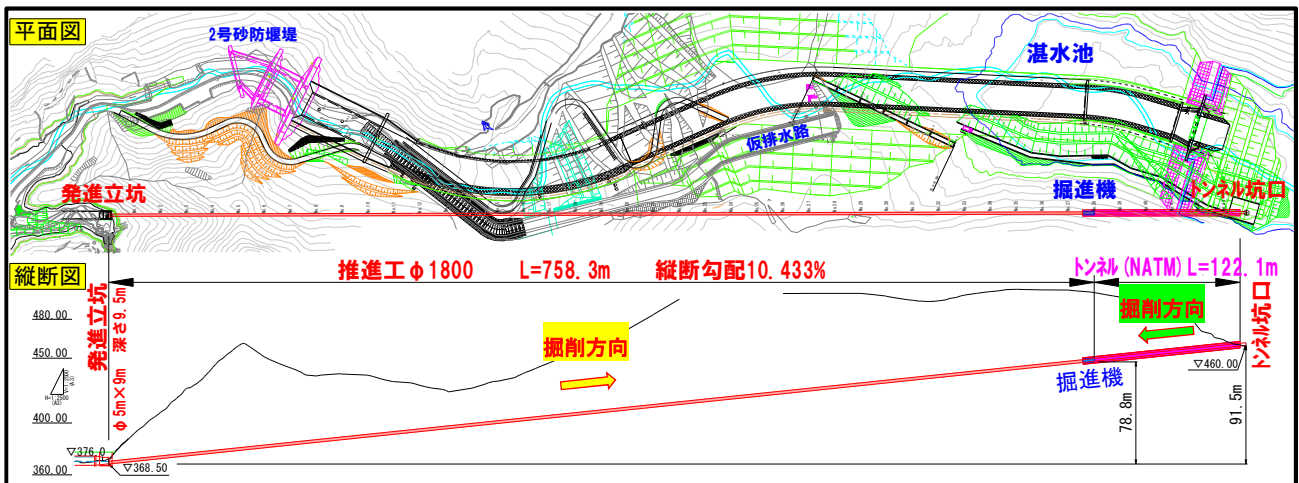 平面図
2号砂防堰堤
湛水池
仮排水路
発進立坑
掘進機
トンネル坑口
縦断図
推進工φ1800 L=758.3m 縦断勾配10.433%
トンネル(NATM)L=122.1m
発進立坑
φ5m×9m 深さ9.5m
掘削方向
掘削方向
トンネル坑口
480.00
450.00
400.00
360.00
▽376.0
▽368.50
▽460.00
掘進機
78.8m
91.5m